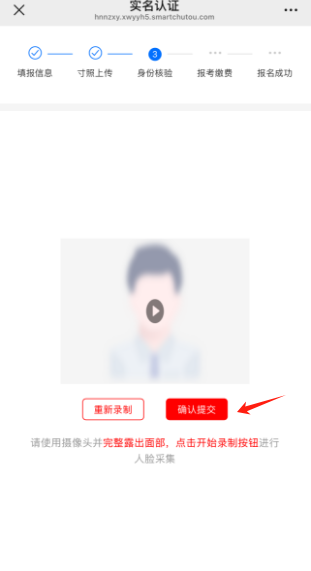 实名认证
hnnzxy.xwyyh5.smartchutou.com
3
填报信息 寸照上传 身份核验 报考缴费 报名成功
重新录制 确认提交
请使用摄像头并完整露出面部，点击开始录制按钮进行
人脸采集